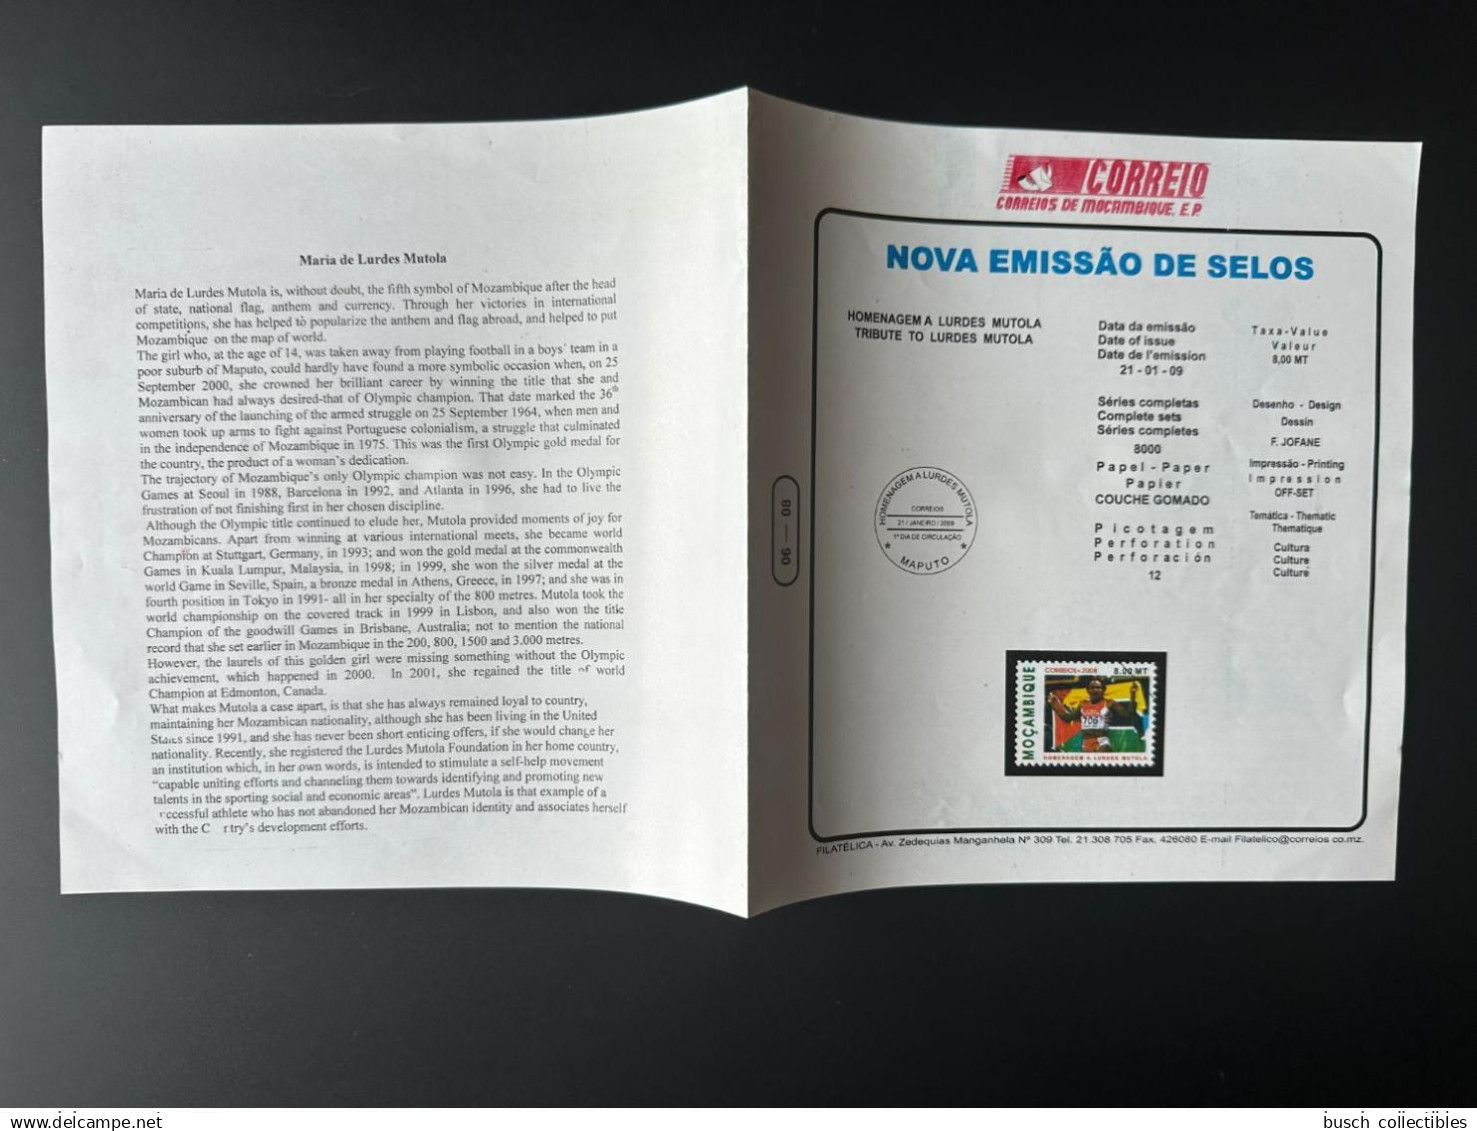 Maria de Lurdes Mutola
Maria de Lurdes Mutola is, without doubt, the fifth symbol of Mozambique after the head
of state, national flag, anthem and currency. Through her victories in international
competitions, she has helped to popularize the anthem and flag abroad, and helped to put
Mozambique on the map of world.
The girl who, at the age of 14, was taken away from playing football in a boys' team in a
poor suburb of Maputo, could hardly have found a more symbolic occasion when, on 25
September 2000, she crowned her brilliant career by winning the title that she and
Mozambican had always desired-that of Olympic champion. That date marked the 36th
anniversary of the launching of the armed struggle on 25 September 1964, when men and
women took up arms to fight against Portuguese colonialism, a struggle that culminated
in the independence of Mozambique in 1975. This was the first Olympic gold medal for
the country, the product of a woman's dedication.
The trajectory of Mozambique's only Olympic champion was not easy. In the Olympic
Games at Seoul in 1988, Barcelona in 1992, and Atlanta in 1996, she had to live the
frustration of not finishing first in her chosen discipline.
Although the Olympic title continued to elude her, Mutola provided moments of joy for
Mozambicans. Apart from winning at various international meets, she became world
Champion at Stuttgart, Germany, in 1993; and won the gold medal at the commonwealth
Games in Kuala Lumpur, Malaysia, in 1998; in 1999, she won the silver medal at the
world Game in Seville, Spain, a bronze medal in Athens, Greece, in 1997; and she was in
fourth position in Tokyo in 1991- all in her specialty of the 800 metres. Mutola took the
world championship on the covered track in 1999 in Lisbon, and also won the title
Champion of the goodwill Games in Brisbane, Australia; not to mention the national
record that she set earlier in Mozambique in the 200, 800, 1500 and 3.000 metres.
However, the laurels of this golden girl were missing something without the Olympic
achievement, which happened in 2000. In 2001, she regained the title of world
Champion at Edmonton, Canada.
What makes Mutola a case apart, is that she has always remained loyal to country,
maintaining her Mozambican nationality, although she has been living in the United
States since 1991, and she has never been short enticing offers, if she would change her
nationality. Recently, she registered the Lurdes Mutola Foundation in her home country,
an institution which, in her own words, is intended to stimulate a self-help movement
"capable uniting efforts and channeling them towards identifying and promoting new
talents in the sporting social and economic areas". Lurdes Mutola is that example of a
ccessful athlete who has not abandoned her Mozambican identity and associates herself
with the C try's development efforts.
06 — 08
CORREIO
CORREIOS DE MOÇAMBIQUE, E.P.
NOVA EMISSÃO DE SELOS
HOMENAGEM A LURDES MUTOLA
TRIBUTE TO LURDES MUTOLA
HOMENAGEM A LURDES MUTOLA
CORREIOS
21 / JANEIRO / 2009
1º DIA DE CIRCULAÇÃO
MAPUTO
Data da emissão
Date of issue
Date de l'emission
21 - 01 - 09
Séries completas
Complete sets
Séries completes
8000
Papel - Paper
Papier
COUCHE GOMADO
Picotagem
Perforation
Perforación
12
Taxa-Value
Valeur
8,00 MT
Desenho - Design
Dessin
F. JOFANE
Impressão - Printing
Impression
OFF-SET
Temática - Thematic
Thematique
Cultura
Culture
Culture
MOÇAMBIQUE
CORREIOS - 2009
8.00 MT
HOMENAGEM A LURDES MUTOLA
FILATÉLICA - Av. Zedequias Manganhela Nº 309 Tel. 21 308 705 Fax. 426080 E-mail Filatelico@correios co.mz.
www.delcampe.net
busch collectibles